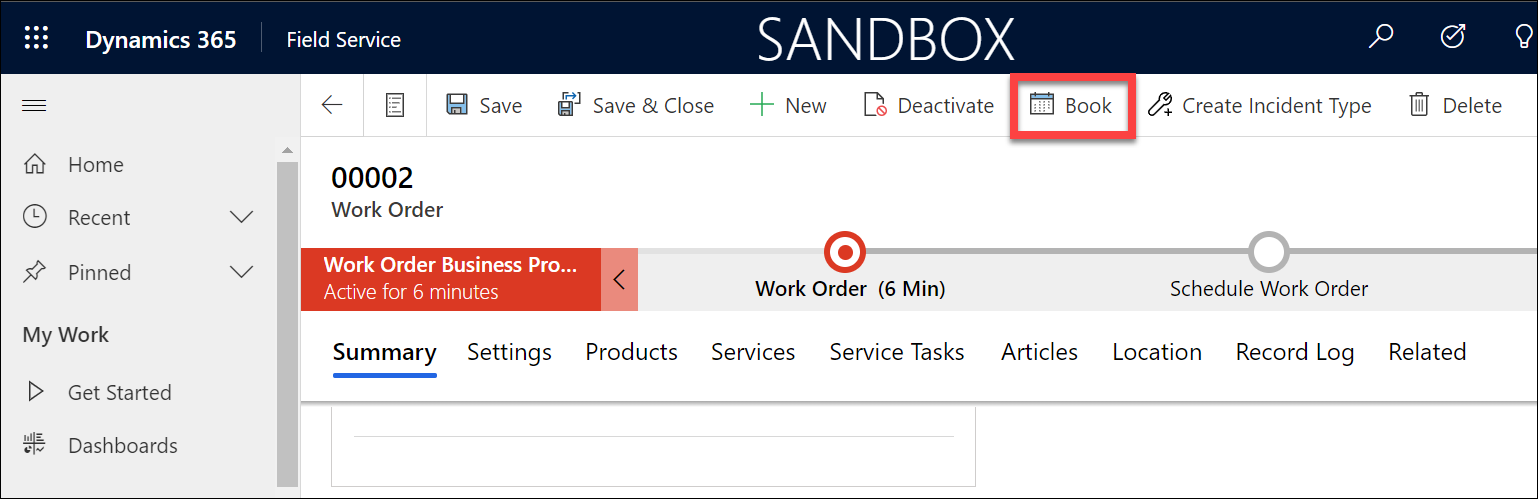 Dynamics 365 Field Service SANDBOX
Save Save & Close New Deactivate Book Create Incident Type Delete
Home
Recent
Pinned
My Work
Get Started
Dashboards
00002
Work Order
Work Order Business Pro...
Active for 6 minutes
Work Order (6 Min) Schedule Work Order
Summary Settings Products Services Service Tasks Articles Location Record Log Related